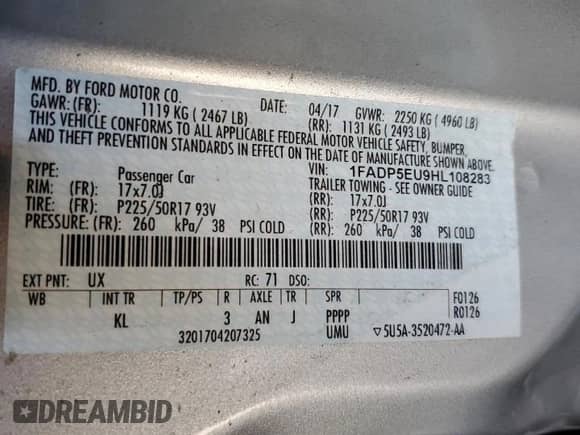 MFD. BY FORD MOTOR CO.
DATE: 04/17 GVWR: 2250 KG ( 4960 LB)
GAWR: (FR): 1119 KG ( 2467 LB) (RR): 1131 KG ( 2493 LB)
THIS VEHICLE CONFORMS TO ALL APPLICABLE FEDERAL MOTOR VEHICLE SAFETY, BUMPER,
AND THEFT PREVENTION STANDARDS IN EFFECT ON THE DATE OF MANUFACTURE SHOWN ABOVE.
VIN: 1FADP5EU9HL108283
TYPE: Passenger Car TRAILER TOWING - SEE OWNER GUIDE
RIM: (FR): 17x7.0J (RR): 17x7.0J
TIRE: (FR): P225/50R17 93V (RR): P225/50R17 93V
PRESSURE: (FR): 260 kPa/ 38 PSI COLD (RR): 260 kPa/ 38 PSI COLD
EXT PNT: UX RC: 71 DSO:
WB INT TR TP/PS R AXLE TR SPR F0126
KL 3 AN J PPPP R0126
3201704207325 UMU ▽5U5A-3520472-AA
DREAMBID